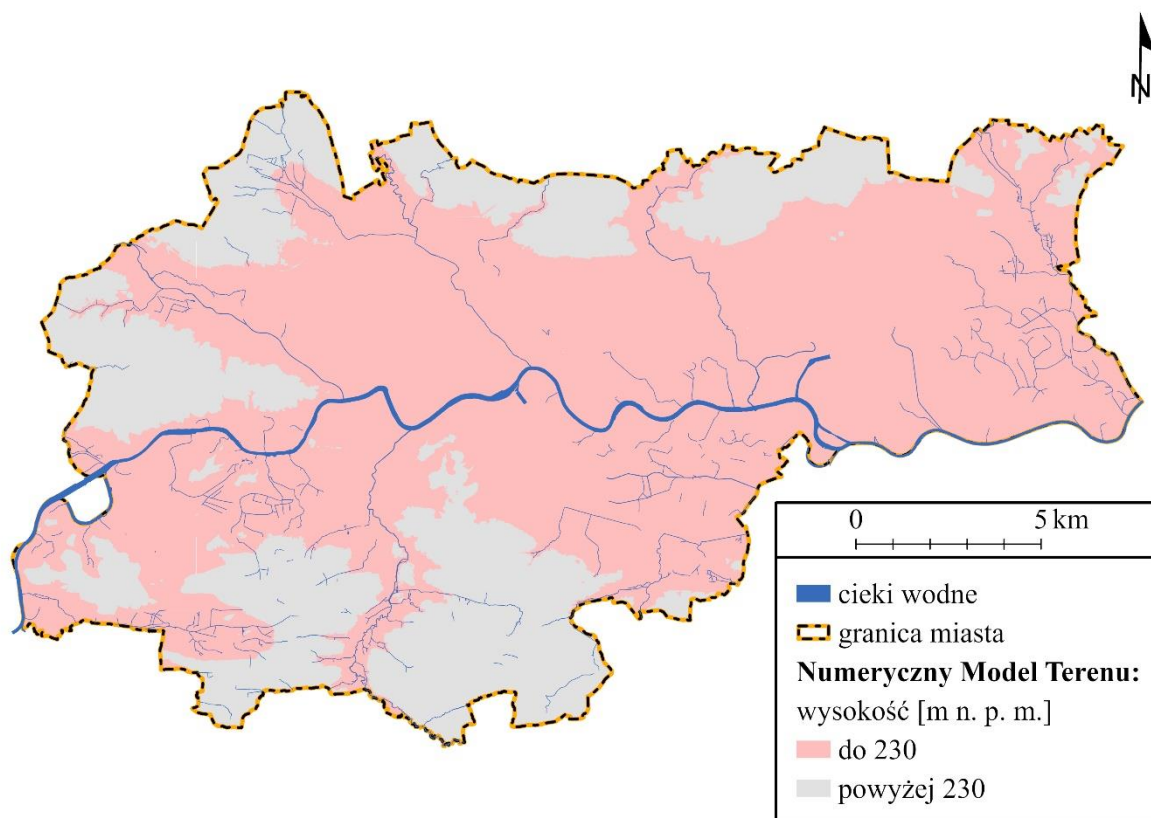 N
0 5 km
cieki wodne
granica miasta
Numeryczny Model Terenu:
wysokość [m n. p. m.]
do 230
powyżej 230